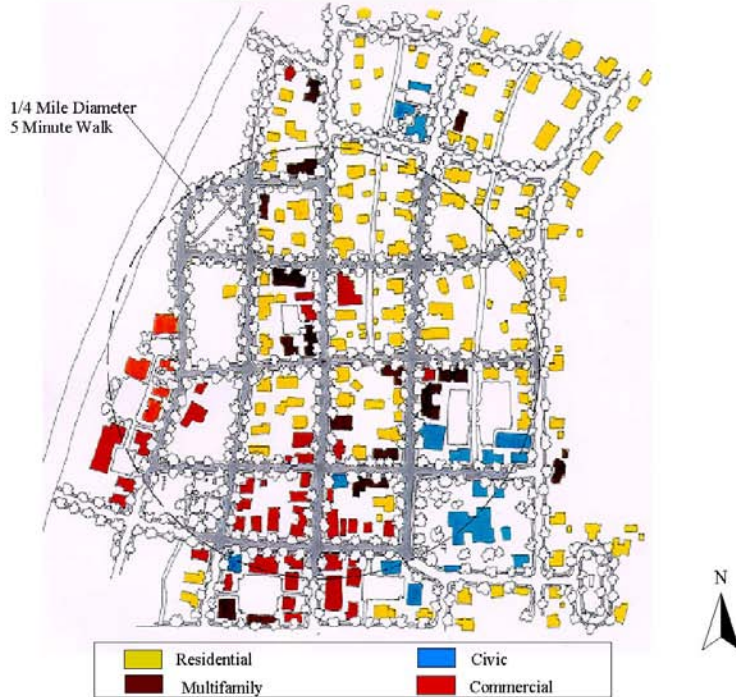 1/4 Mile Diameter
5 Minute Walk
N
Residential
Civic
Multifamily
Commercial